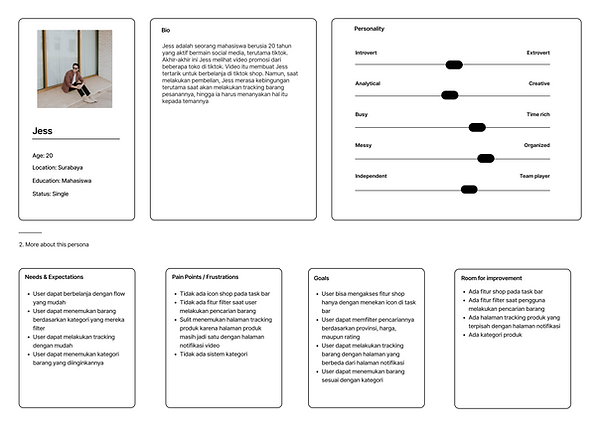 Jess
Age: 20
Location: Surabaya
Education: Mahasiswa
Status: Single
Bio
Jess adalah seorang mahasiswa berusia 20 tahun
yang aktif bermain social media, terutama tiktok.
Akhir-akhir ini Jess melihat video promosi dari
beberapa toko di tiktok. Video itu membuat Jess
tertarik untuk berbelanja di tiktok shop. Namun, saat
melakukan pembelian, Jess merasa kebingungan
terutama saat akan melakukan tracking barang
pesanannya, hingga ia harus menanyakan hal itu
kepada temannya
Personality
Introvert Extrovert
Analytical Creative
Busy Time rich
Messy Organized
Independent Team player
2. More about this persona
Needs & Expectations
• User dapat berbelanja dengan flow
yang mudah
• User dapat menemukan barang
berdasarkan kategori yang mereka
filter
• User dapat melakukan tracking
dengan mudah
• User dapat menemukan kategori
barang yang diinginkannya
Pain Points / Frustrations
• Tidak ada icon shop pada task bar
• Tidak ada fitur filter saat user
melakukan pencarian barang
• Sulit menemukan halaman tracking
produk karena halaman produk
masih jadi satu dengan halaman
notifikasi video
• Tidak ada sistem kategori
Goals
• User bisa mengakses fitur shop
hanya dengan menekan icon di task
bar
• User dapat memfilter pencariannya
berdasarkan provinsi, harga,
maupun rating
• User dapat melakukan tracking
barang dengan halaman yang
berbeda dari halaman notifikasi
• User dapat menemukan barang
sesuai dengan kategori
Room for improvement
• Ada fitur shop pada task bar
• Ada fitur filter saat pengguna
melakukan pencarian barang
• Ada halaman tracking produk yang
terpisah dengan halaman notifikasi
• Ada kategori produk